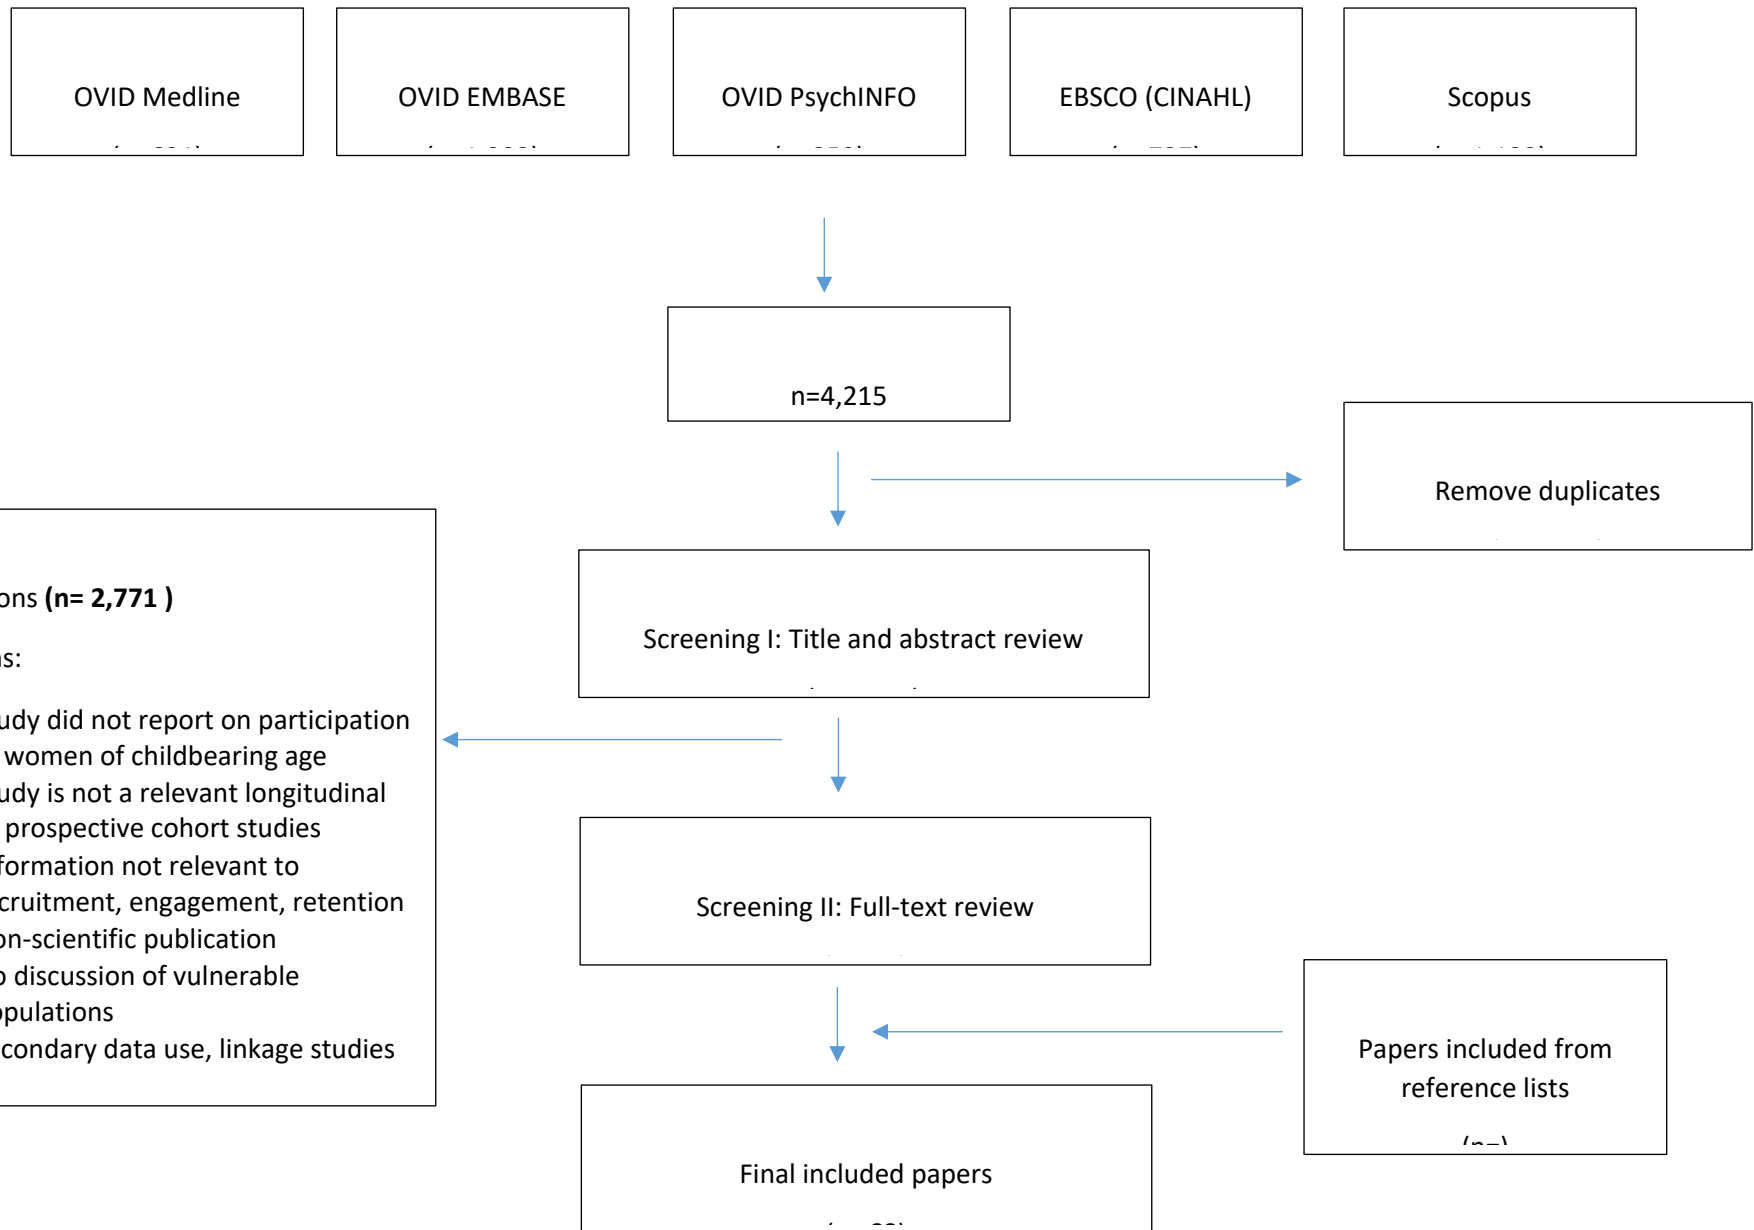 OVID Medline
OVID EMBASE
OVID PsychINFO
EBSCO (CINAHL)
Scopus
n=4,215
Remove duplicates
Screening I: Title and abstract review
(n= 2,771 )
udy did not report on participation
women of childbearing age
udy is not a relevant longitudinal
prospective cohort studies
formation not relevant to
cruitment, engagement, retention
on-scientific publication
o discussion of vulnerable
opulations
condary data use, linkage studies
Screening II: Full-text review
Papers included from
reference lists
Final included papers